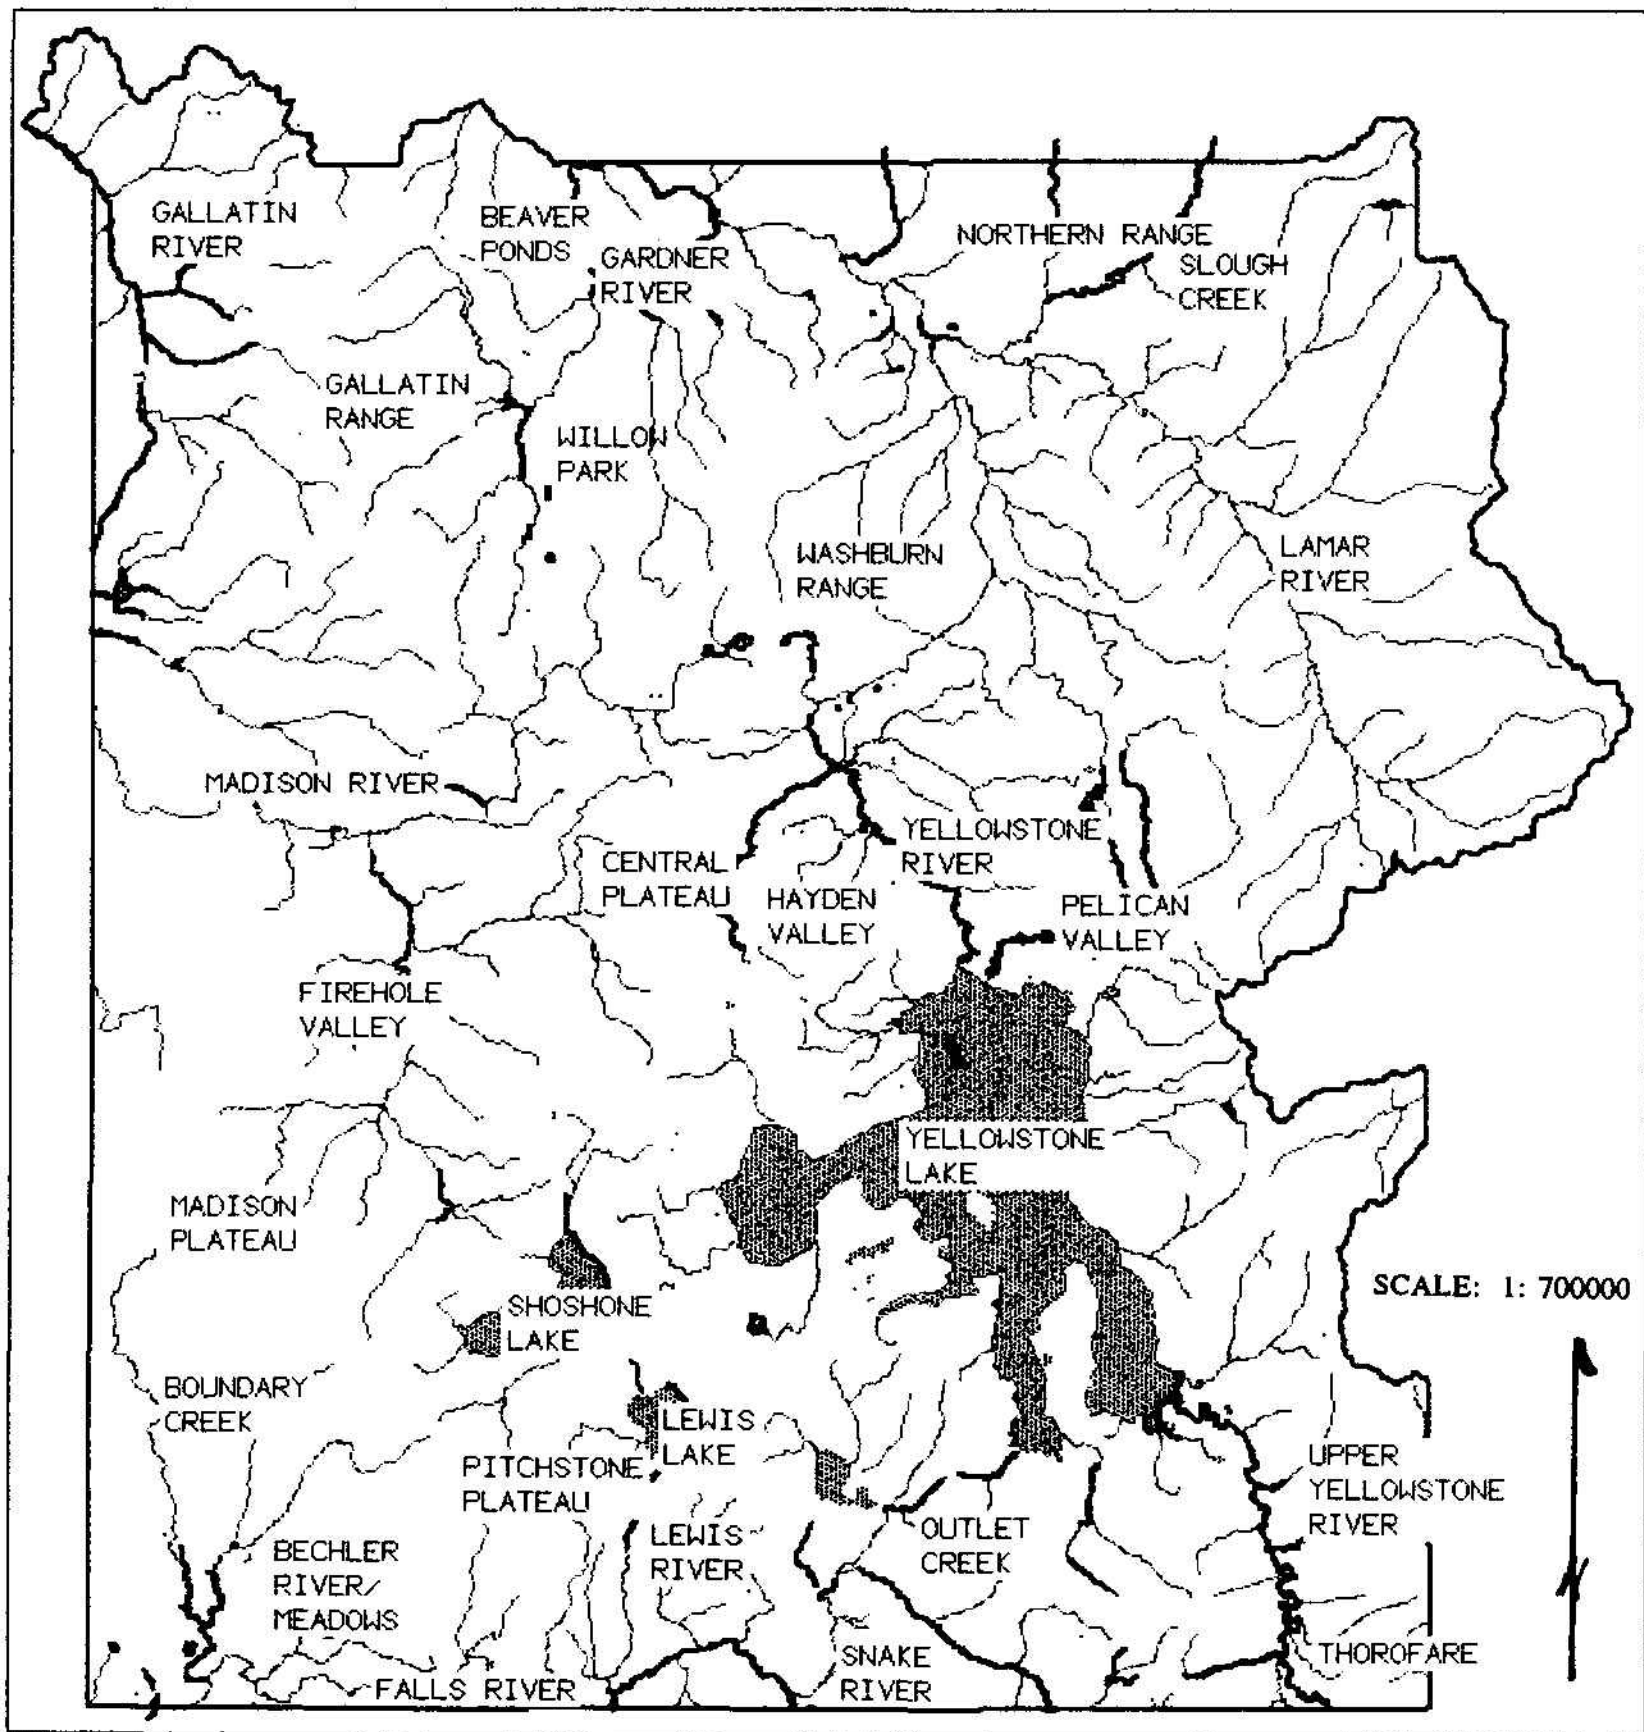 GALLATIN
RIVER
BEAVER
PONDS
GARDNER
RIVER
NORTHERN RANGE
SLOUGH
CREEK
GALLATIN
RANGE
WILLOW
PARK
WASHBURN
RANGE
LAMAR
RIVER
MADISON RIVER
CENTRAL
PLATEAU
HAYDEN
VALLEY
YELLOWSTONE
RIVER
PELICAN
VALLEY
FIREHOLE
VALLEY
YELLOWSTONE
LAKE
MADISON
PLATEAU
SHOSHONE
LAKE
SCALE: 1: 700000
BOUNDARY
CREEK
LEWIS
LAKE
PITCHSTONE
PLATEAU
UPPER
YELLOWSTONE
RIVER
LEWIS
RIVER
OUTLET
CREEK
BECHLER
RIVER/
MEADOWS
FALLS RIVER
SNAKE
RIVER
THOROFARE